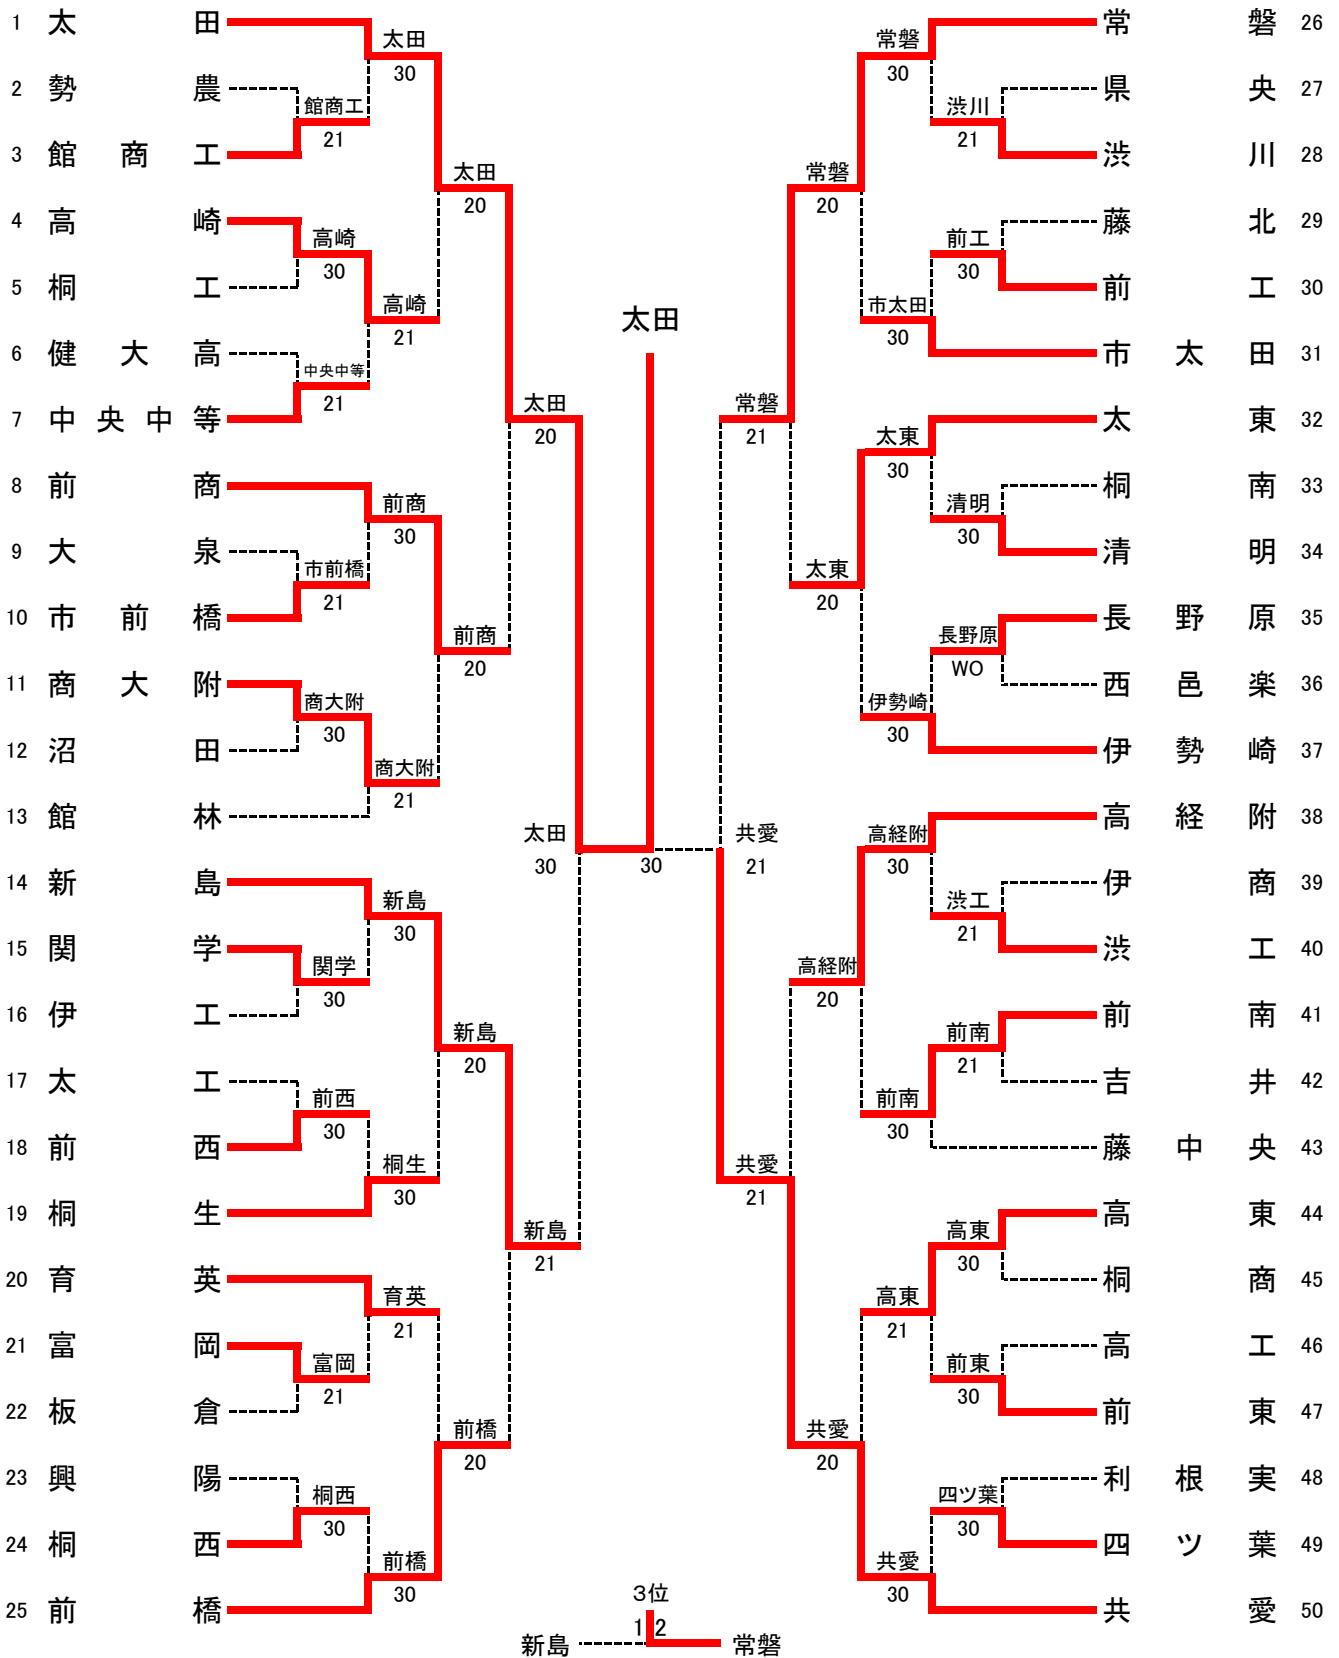 1 太田
2 勢農
3 館商工
4 高崎
5 桐工
6 健大高
7 中央中等
8 前商
9 大泉
10 市前橋
11 商大附
12 沼田
13 館林
14 新島
15 関学
16 伊工
17 太工
18 前西
19 桐生
20 育英
21 富岡
22 板倉
23 興陽
24 桐西
25 前橋
館商工
21
高崎
30
中央中等
21
市前橋
21
商大附
30
関学
30
前西
30
富岡
21
桐西
30
太田
30
高崎
21
前商
30
商大附
21
新島
30
桐生
30
育英
21
前橋
30
太田
20
前商
20
新島
20
前橋
20
太田
20
新島
21
太田
30
太田
30
共愛
21
常磐
21
共愛
21
常磐
20
太東
20
高経附
20
共愛
20
常磐
30
市太田
30
太東
30
伊勢崎
30
高経附
30
前南
30
高東
21
共愛
30
渋川
21
前工
30
清明
30
長野原
WO
渋工
21
前南
21
高東
30
前東
30
四ツ葉
30
常磐 26
県央 27
渋川 28
藤北 29
前工 30
市太田 31
太東 32
桐南 33
清明 34
長野原 35
西邑楽 36
伊勢崎 37
高経附 38
伊商 39
渋工 40
前南 41
吉井 42
藤中央 43
高東 44
桐商 45
高工 46
前東 47
利根実 48
四ツ葉 49
共愛 50
3位
1 2
新島 常磐